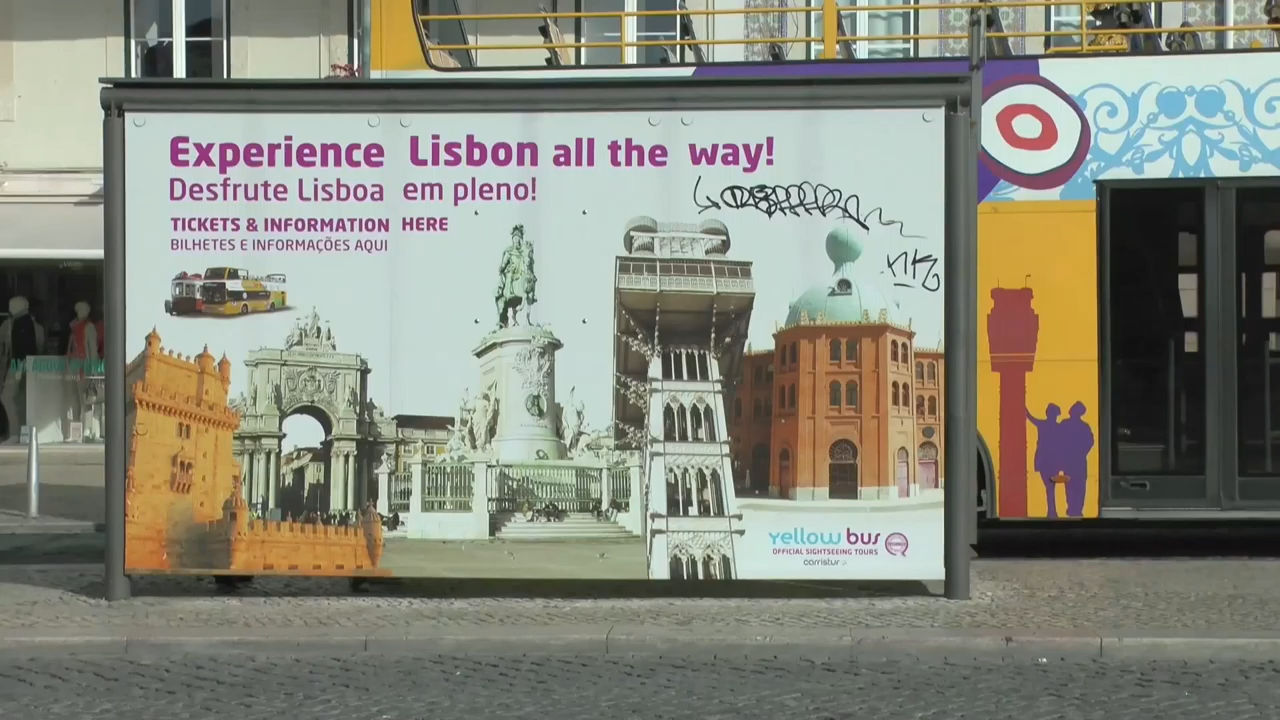 Experience Lisbon all the way!
Desfrute Lisboa em pleno!
TICKETS & INFORMATION HERE
BILHETES E INFORMAÇÕES AQUI
yellow bus
OFFICIAL SIGHTSEEING TOURS
carristur